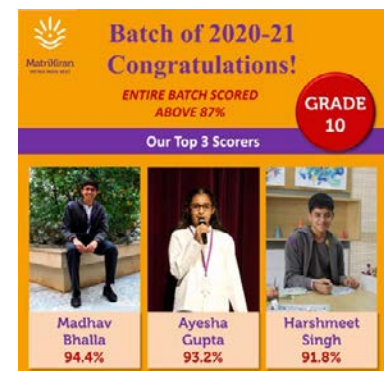 Batch of 2020-21
Congratulations!
MatriKiran
ENTIRE BATCH SCORED
ABOVE 87%
GRADE
10
Our Top 3 Scorers
Madhav
Bhalla
94.4%
Ayesha
Gupta
93.2%
Harshmeet
Singh
91.8%